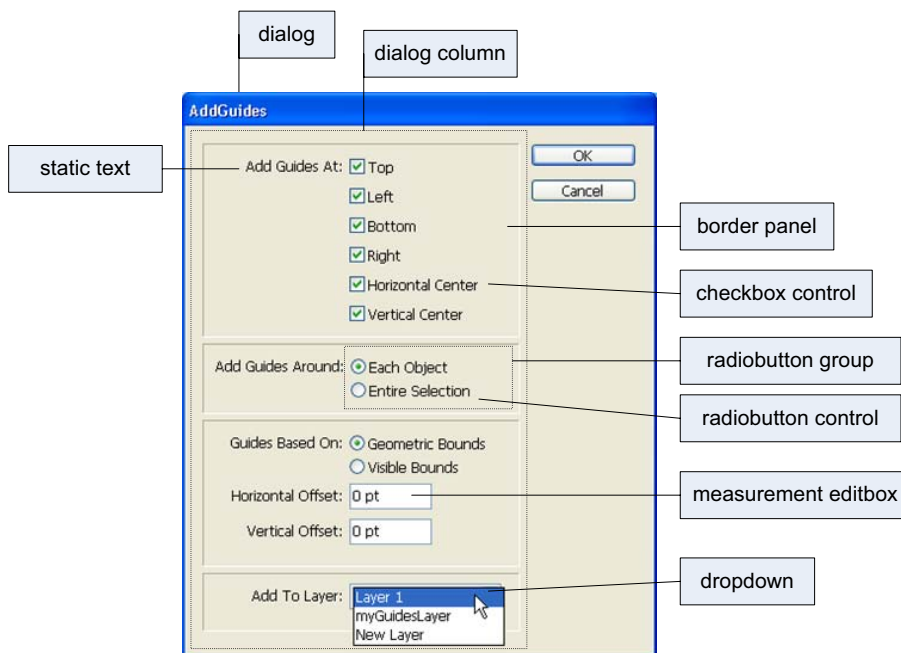 dialog
dialog column
AddGuides
static text
Add Guides At: Top
OK
Left
Cancel
Bottom
border panel
Right
Horizontal Center
checkbox control
Vertical Center
radiobutton group
Add Guides Around: Each Object
Entire Selection
radiobutton control
Guides Based On: Geometric Bounds
Visible Bounds
Horizontal Offset: 0 pt
measurement editbox
Vertical Offset: 0 pt
dropdown
Add To Layer: Layer 1
myGuidesLayer
New Layer